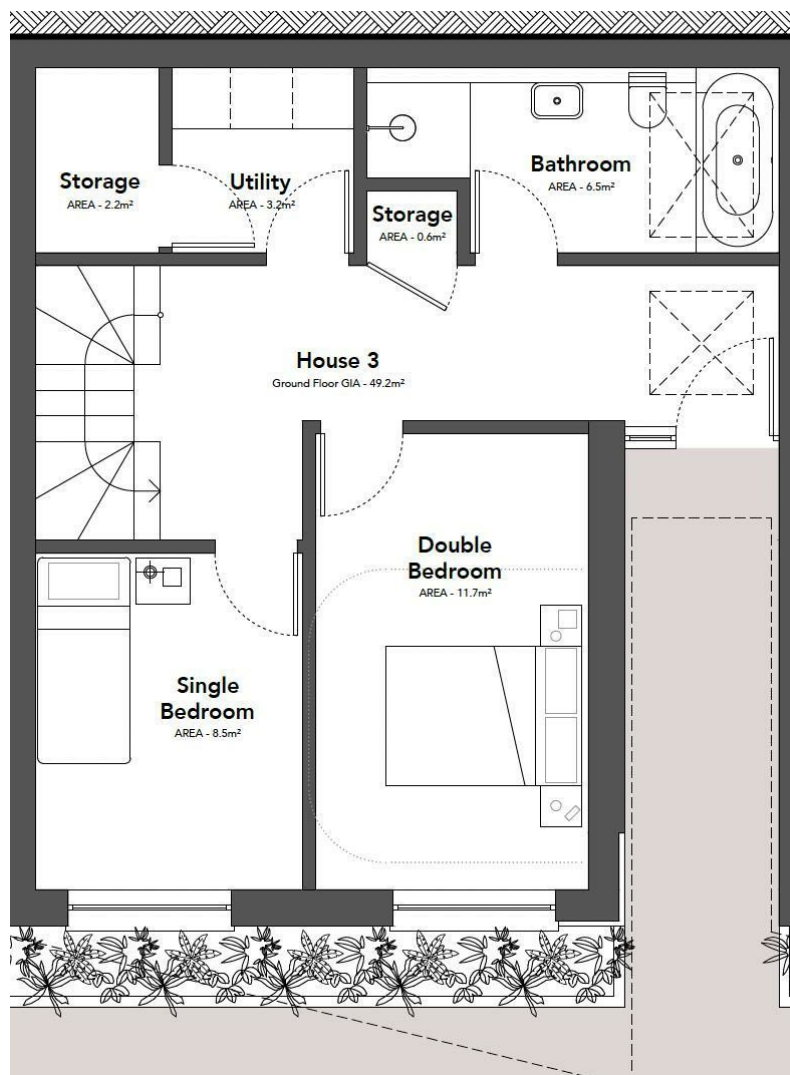 Storage
AREA - 2.2m²
Utility
AREA - 3.2m²
Storage
AREA - 0.6m²
Bathroom
AREA - 6.5m²
House 3
Ground Floor GIA - 49.2m²
Double
Bedroom
AREA - 11.7m²
Single
Bedroom
AREA - 8.5m²